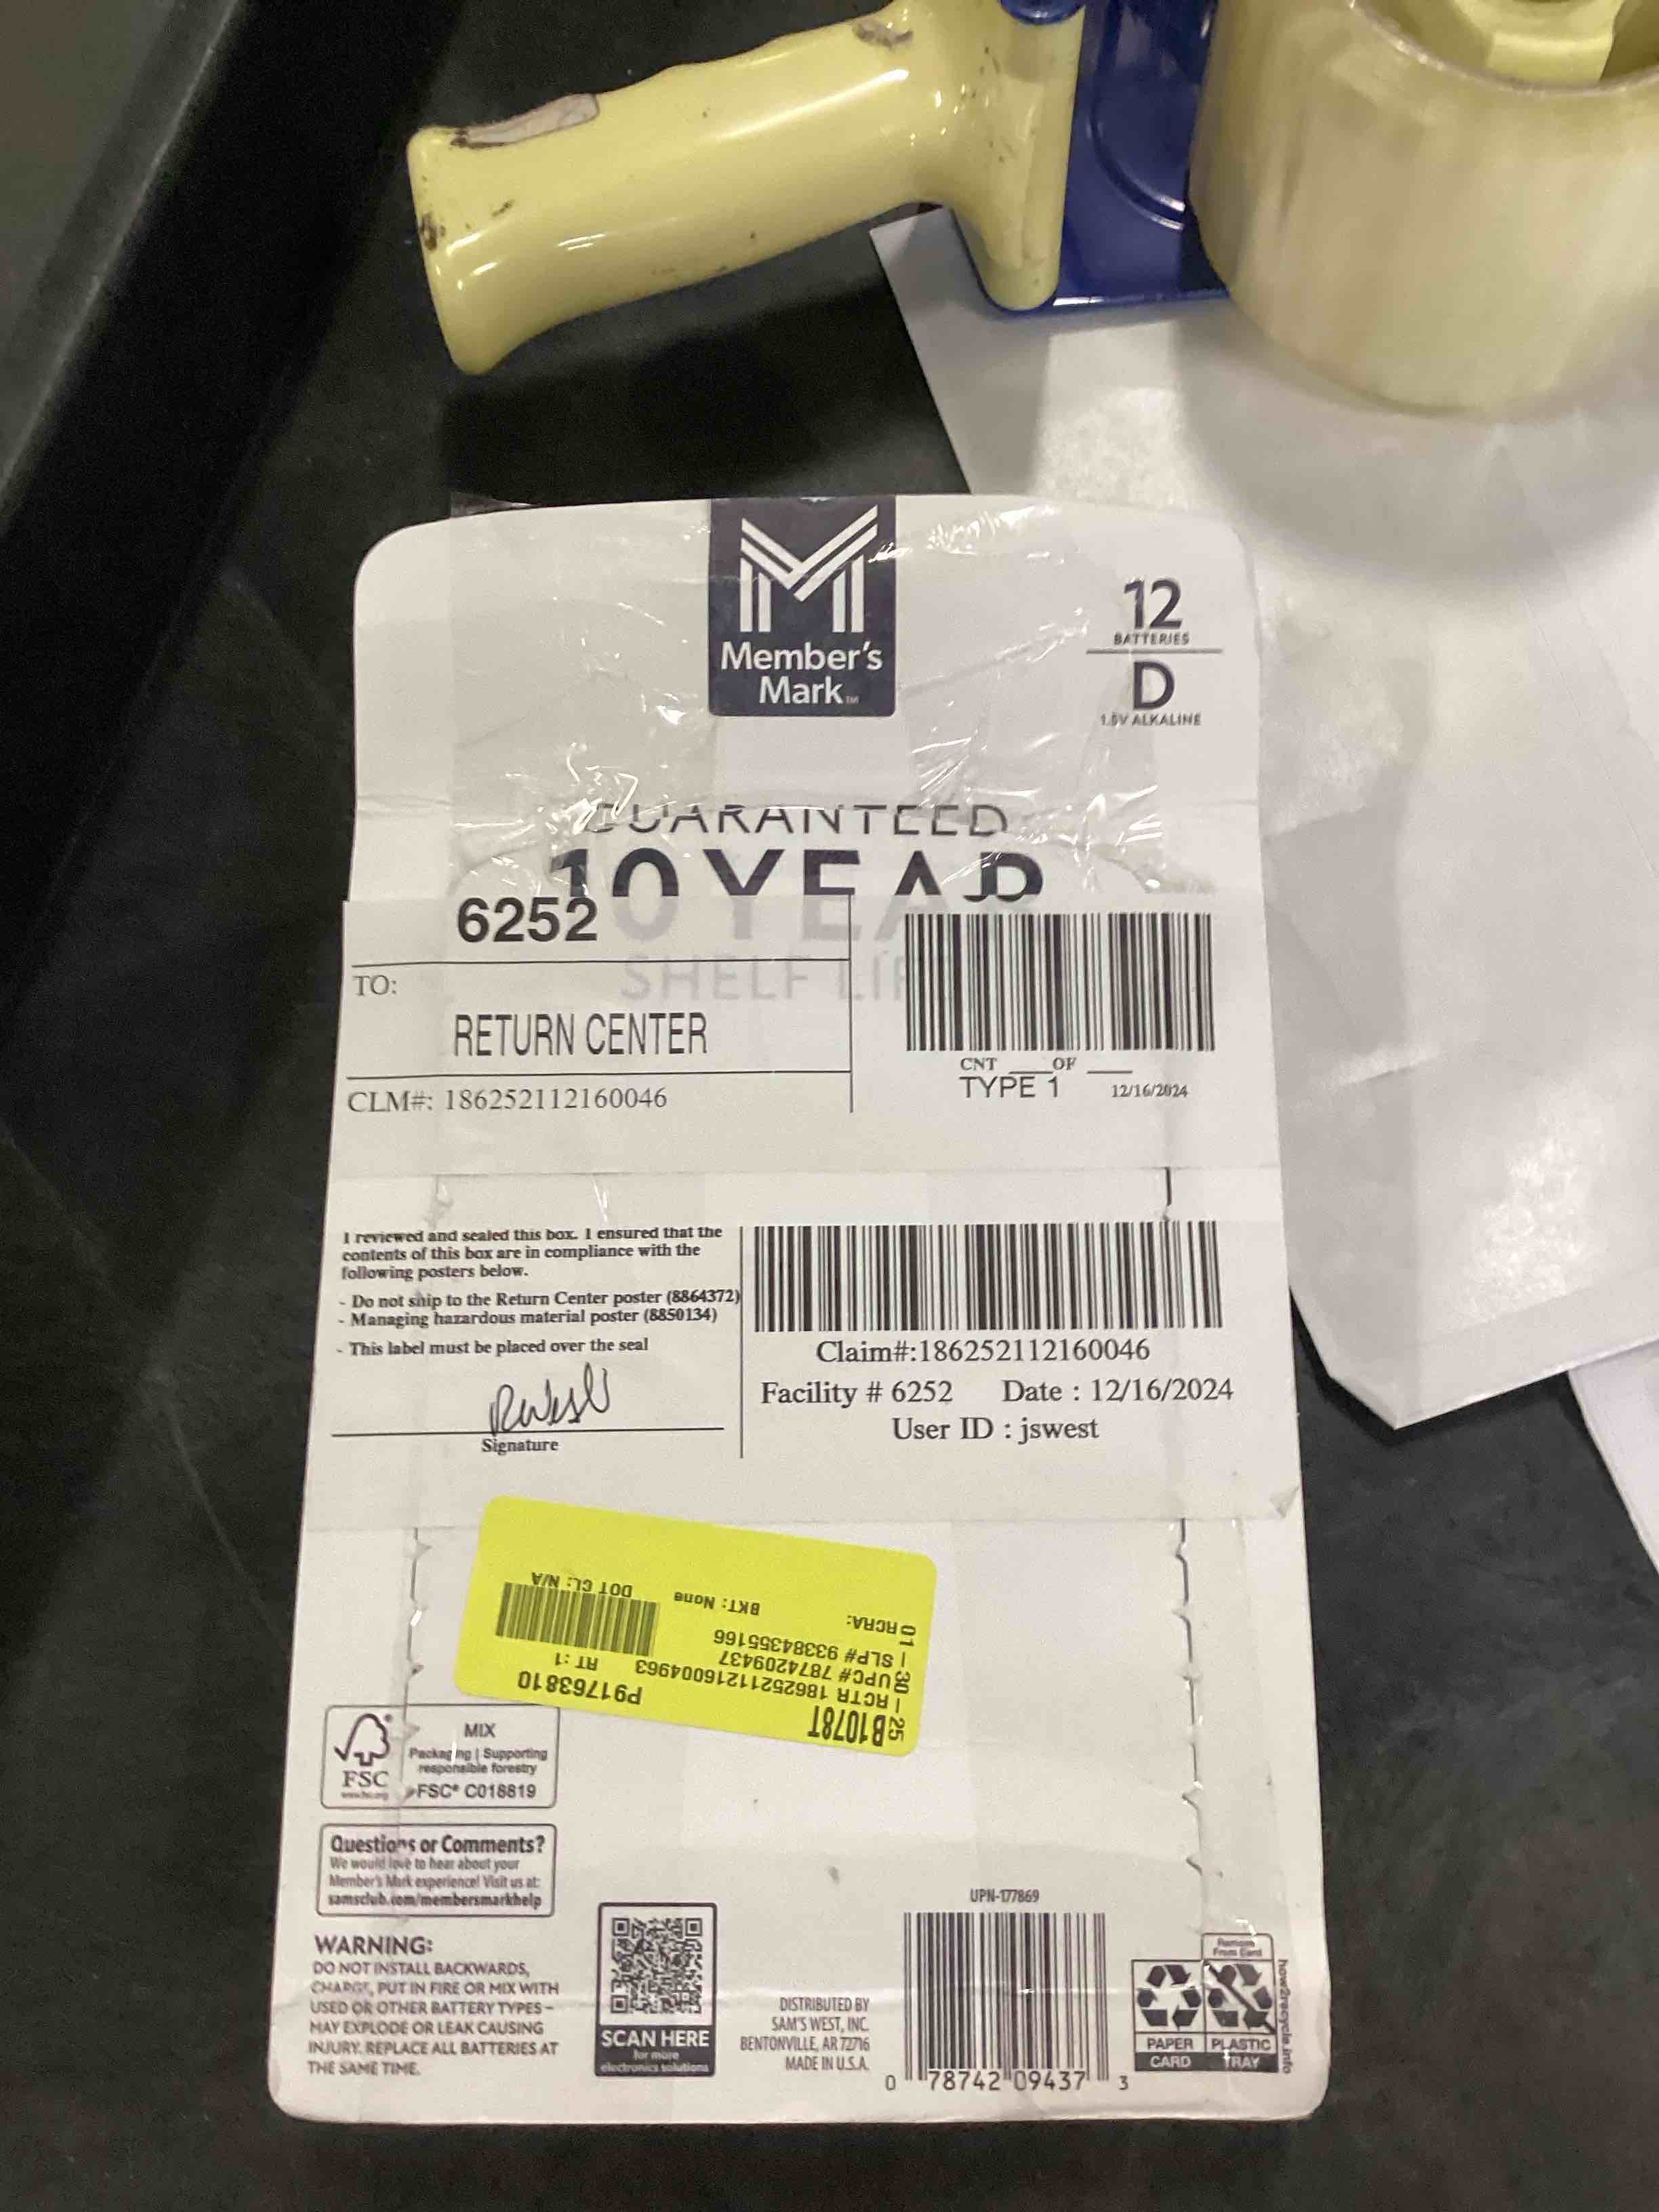 Member's
Mark™
12
BATTERIES
D
1.5V ALKALINE
GUARANTEED
10 YEAR
SHELF LIFE
6252
TO:
RETURN CENTER
CLM#: 186252112160046
CNT ___ OF ___
TYPE 1 12/16/2024
I reviewed and sealed this box. I ensured that the
contents of this box are in compliance with the
following posters below.
- Do not ship to the Return Center poster (8864372)
- Managing hazardous material poster (8850134)
- This label must be placed over the seal
Signature
Claim#:186252112160046
Facility # 6252 Date : 12/16/2024
User ID : jswest
25 B1078T P91763810
- RCTR 18625211216004963 RT :1
30 UPC# 7874209437
- SLP# 93384355166
01 RCRA: BKT: None DOT CL: N/A
FSC
MIX
Packaging | Supporting
responsible forestry
FSC® C018819
Questions or Comments?
We would love to hear about your
Member's Mark experience! Visit us at:
samsclub.com/membersmarkhelp
WARNING:
DO NOT INSTALL BACKWARDS,
CHARGE, PUT IN FIRE OR MIX WITH
USED OR OTHER BATTERY TYPES –
MAY EXPLODE OR LEAK CAUSING
INJURY. REPLACE ALL BATTERIES AT
THE SAME TIME.
SCAN HERE
for more
electronics solutions
DISTRIBUTED BY
SAM'S WEST, INC.
BENTONVILLE, AR 72716
MADE IN U.S.A.
UPN-177869
0 78742 09437 3
Remove
From Card
PAPER
CARD
PLASTIC
TRAY
how2recycle.info